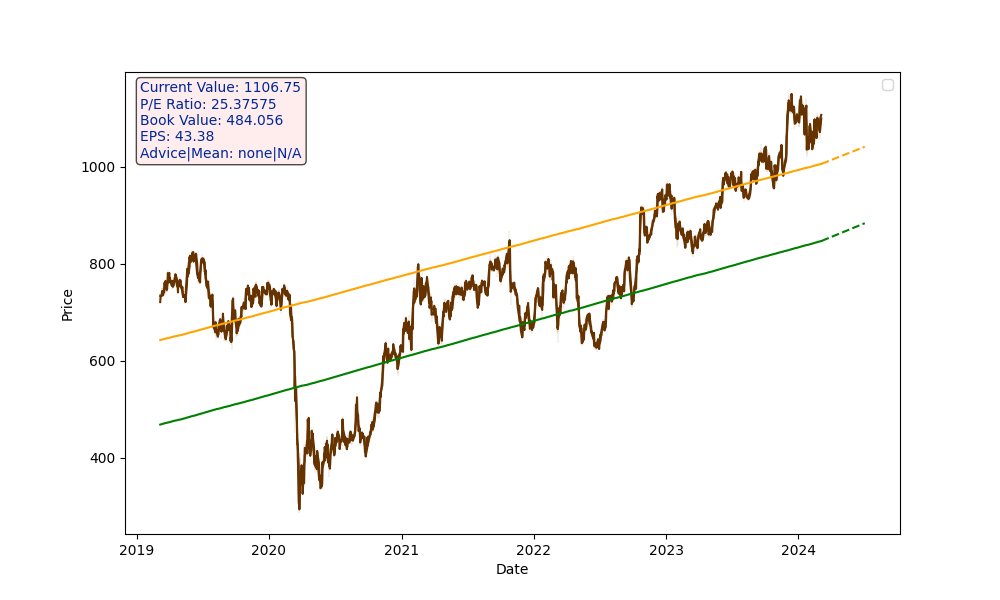 Current Value: 1106.75
P/E Ratio: 25.37575
Book Value: 484.056
EPS: 43.38
Advice|Mean: none|N/A
1000
800
600
400
Price
2019 2020 2021 2022 2023 2024
Date